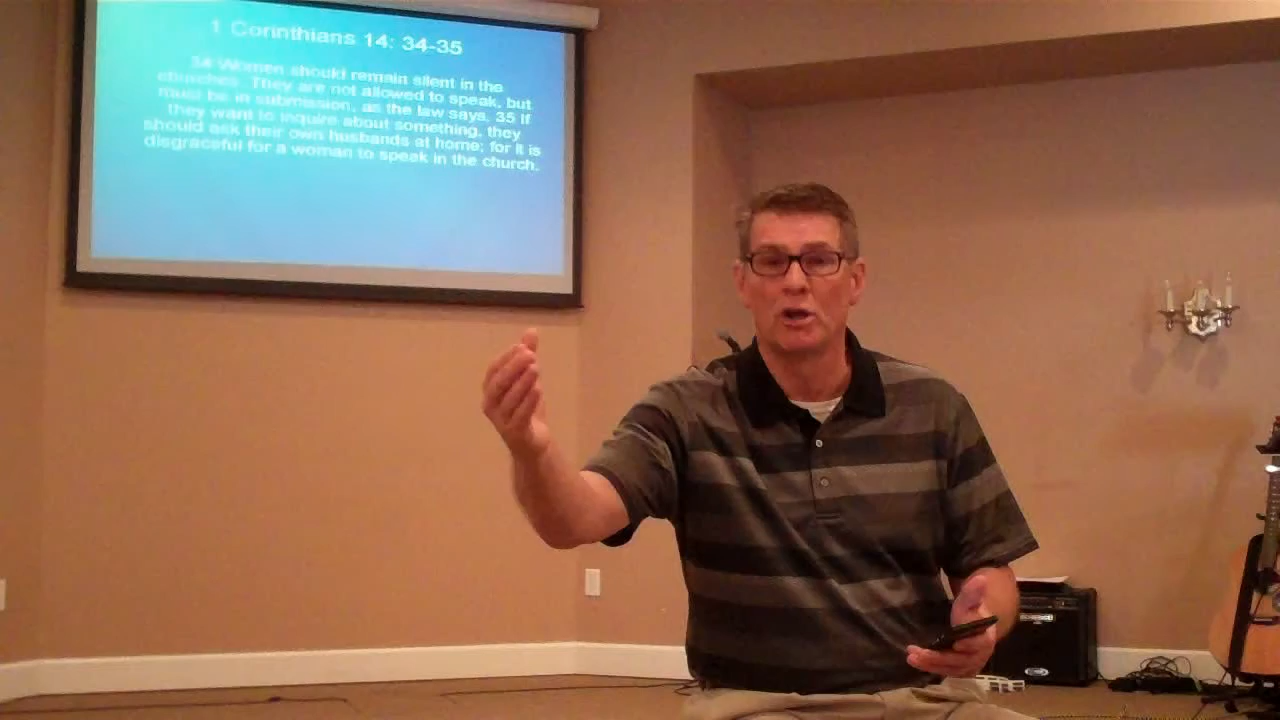 1 Corinthians 14: 34-35
34 Women should remain silent in the
churches. They are not allowed to speak, but
must be in submission, as the law says. 35 If
they want to inquire about something, they
should ask their own husbands at home; for it is
disgraceful for a woman to speak in the church.